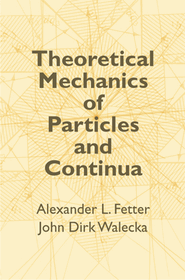 Theoretical
Mechanics
of
Particles
and
Continua
Alexander L. Fetter
John Dirk Walecka